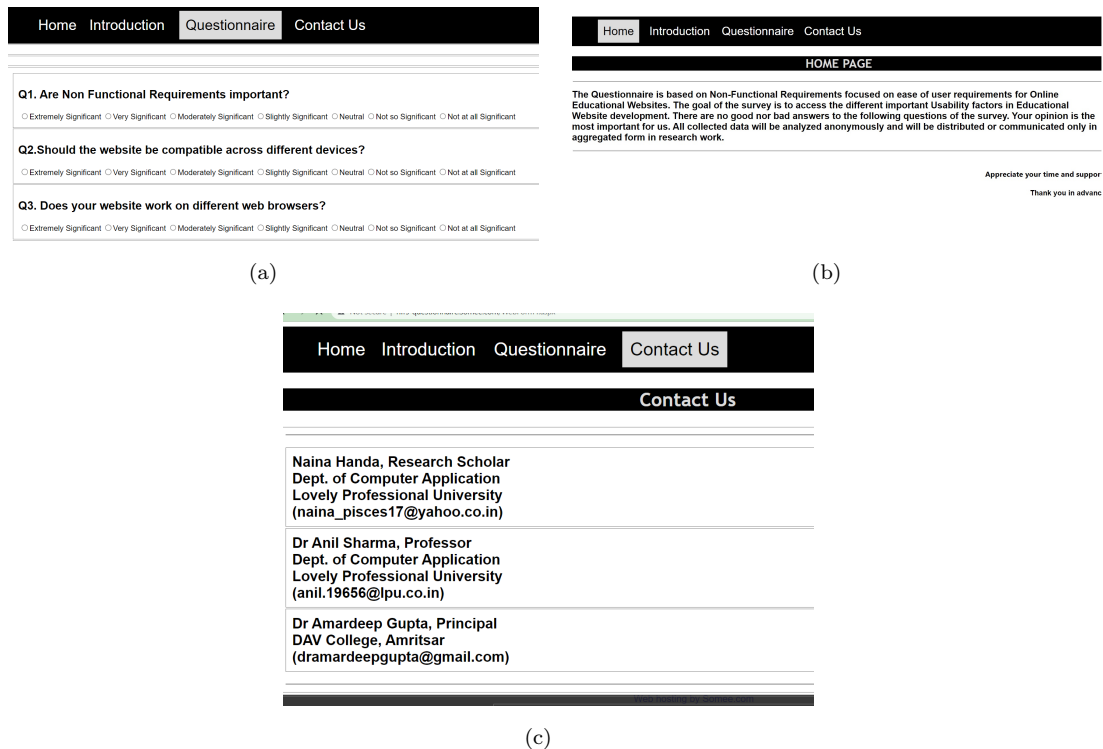 Home Introduction Questionnaire Contact Us
Q1. Are Non Functional Requirements important?
Extremely Significant Very Significant Moderately Significant Slightly Significant Neutral Not so Significant Not at all Significant
Q2.Should the website be compatible across different devices?
Extremely Significant Very Significant Moderately Significant Slightly Significant Neutral Not so Significant Not at all Significant
Q3. Does your website work on different web browsers?
Extremely Significant Very Significant Moderately Significant Slightly Significant Neutral Not so Significant Not at all Significant
(a)
Home Introduction Questionnaire Contact Us
HOME PAGE
The Questionnaire is based on Non-Functional Requirements focused on ease of user requirements for Online
Educational Websites. The goal of the survey is to access the different important Usability factors in Educational
Website development. There are no good nor bad answers to the following questions of the survey. Your opinion is the
most important for us. All collected data will be analyzed anonymously and will be distributed or communicated only in
aggregated form in research work.
Appreciate your time and suppor
Thank you in advanc
(b)
Home Introduction Questionnaire Contact Us
Contact Us
Naina Handa, Research Scholar
Dept. of Computer Application
Lovely Professional University
(naina_pisces17@yahoo.co.in)
Dr Anil Sharma, Professor
Dept. of Computer Application
Lovely Professional University
(anil.19656@lpu.co.in)
Dr Amardeep Gupta, Principal
DAV College, Amritsar
(dramardeepgupta@gmail.com)
Web hosting by Somee.com
(c)